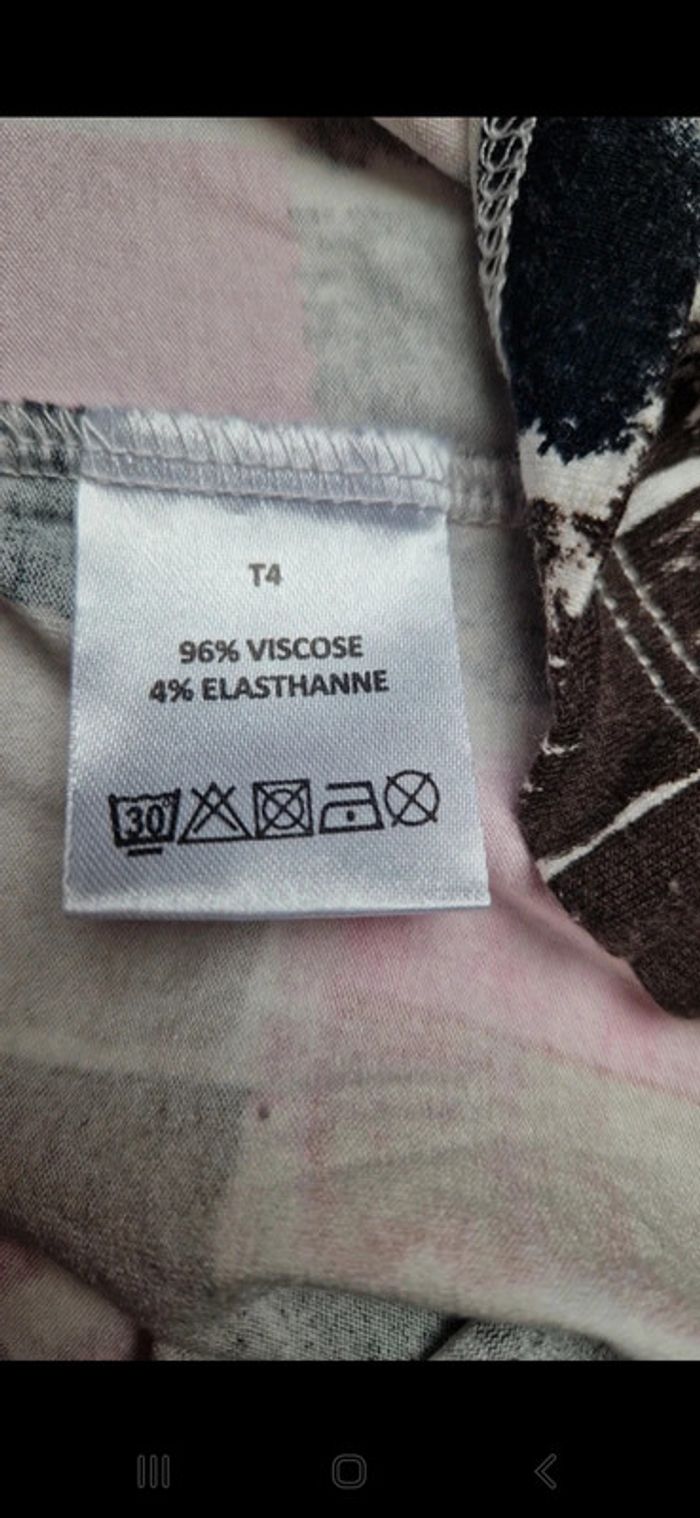 T4
96% VISCOSE
4% ELASTHANNE
30°